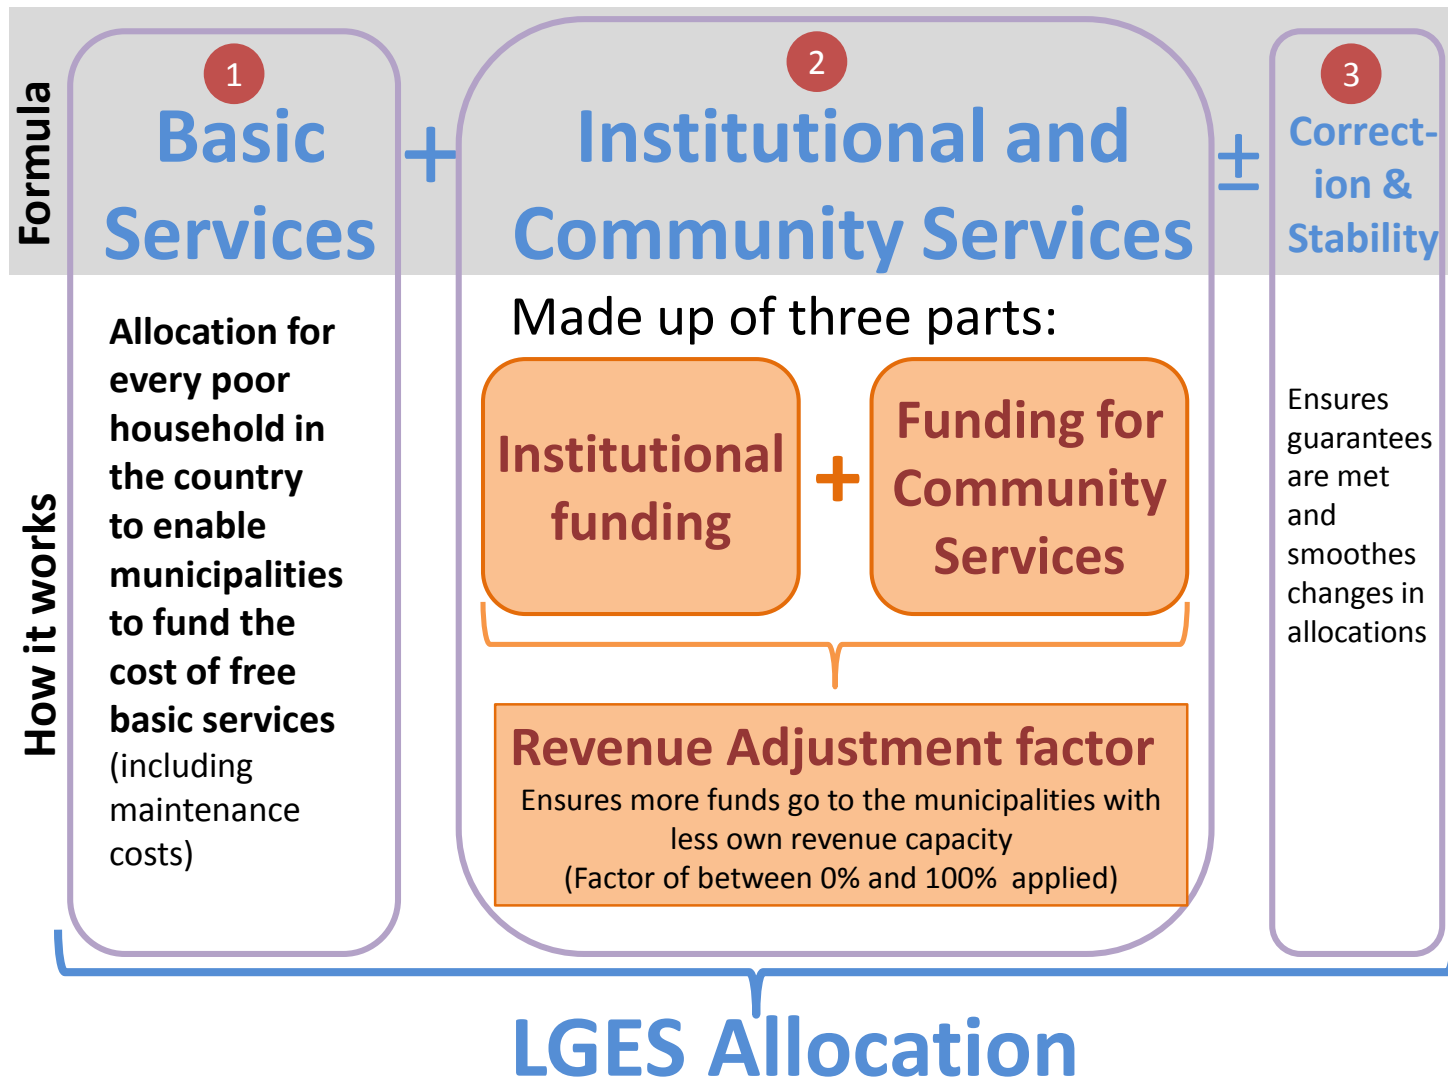 Formula
1
Basic
Services
+
2
Institutional and
Community Services
±
3
Correct-
ion &
Stability
How it works
Allocation for
every poor
household in
the country
to enable
municipalities
to fund the
cost of free
basic services
(including
maintenance
costs)
Made up of three parts:
Institutional
funding
+
Funding for
Community
Services
Revenue Adjustment factor
Ensures more funds go to the municipalities with
less own revenue capacity
(Factor of between 0% and 100% applied)
Ensures
guarantees
are met
and
smoothes
changes in
allocations
LGES Allocation